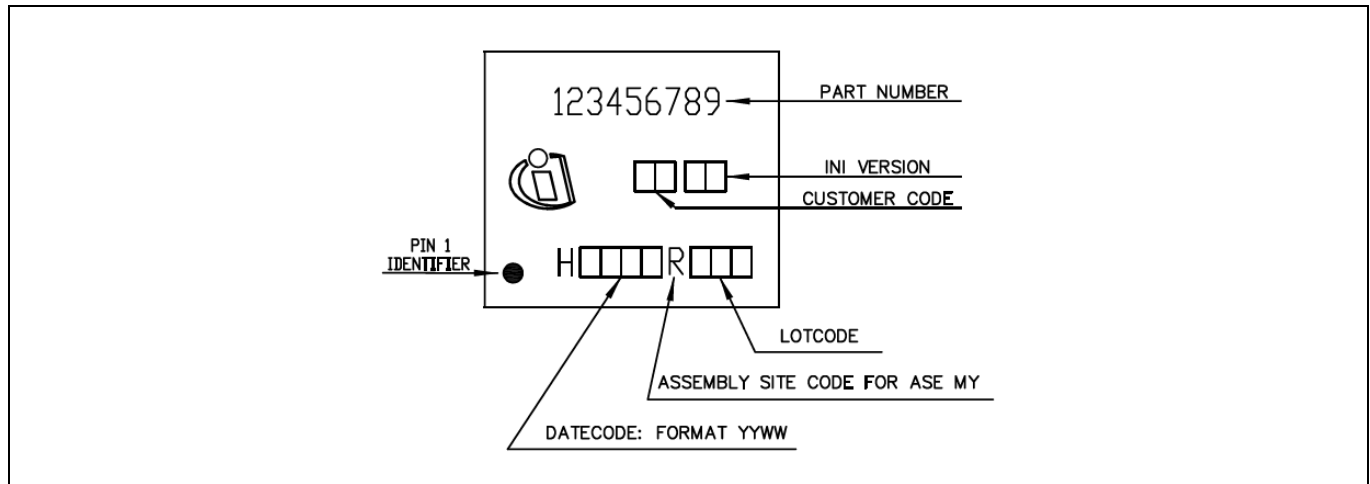 123456789
PART NUMBER
INI VERSION
CUSTOMER CODE
PIN 1
IDENTIFIER
H R
LOTCODE
ASSEMBLY SITE CODE FOR ASE MY
DATECODE: FORMAT YYWW